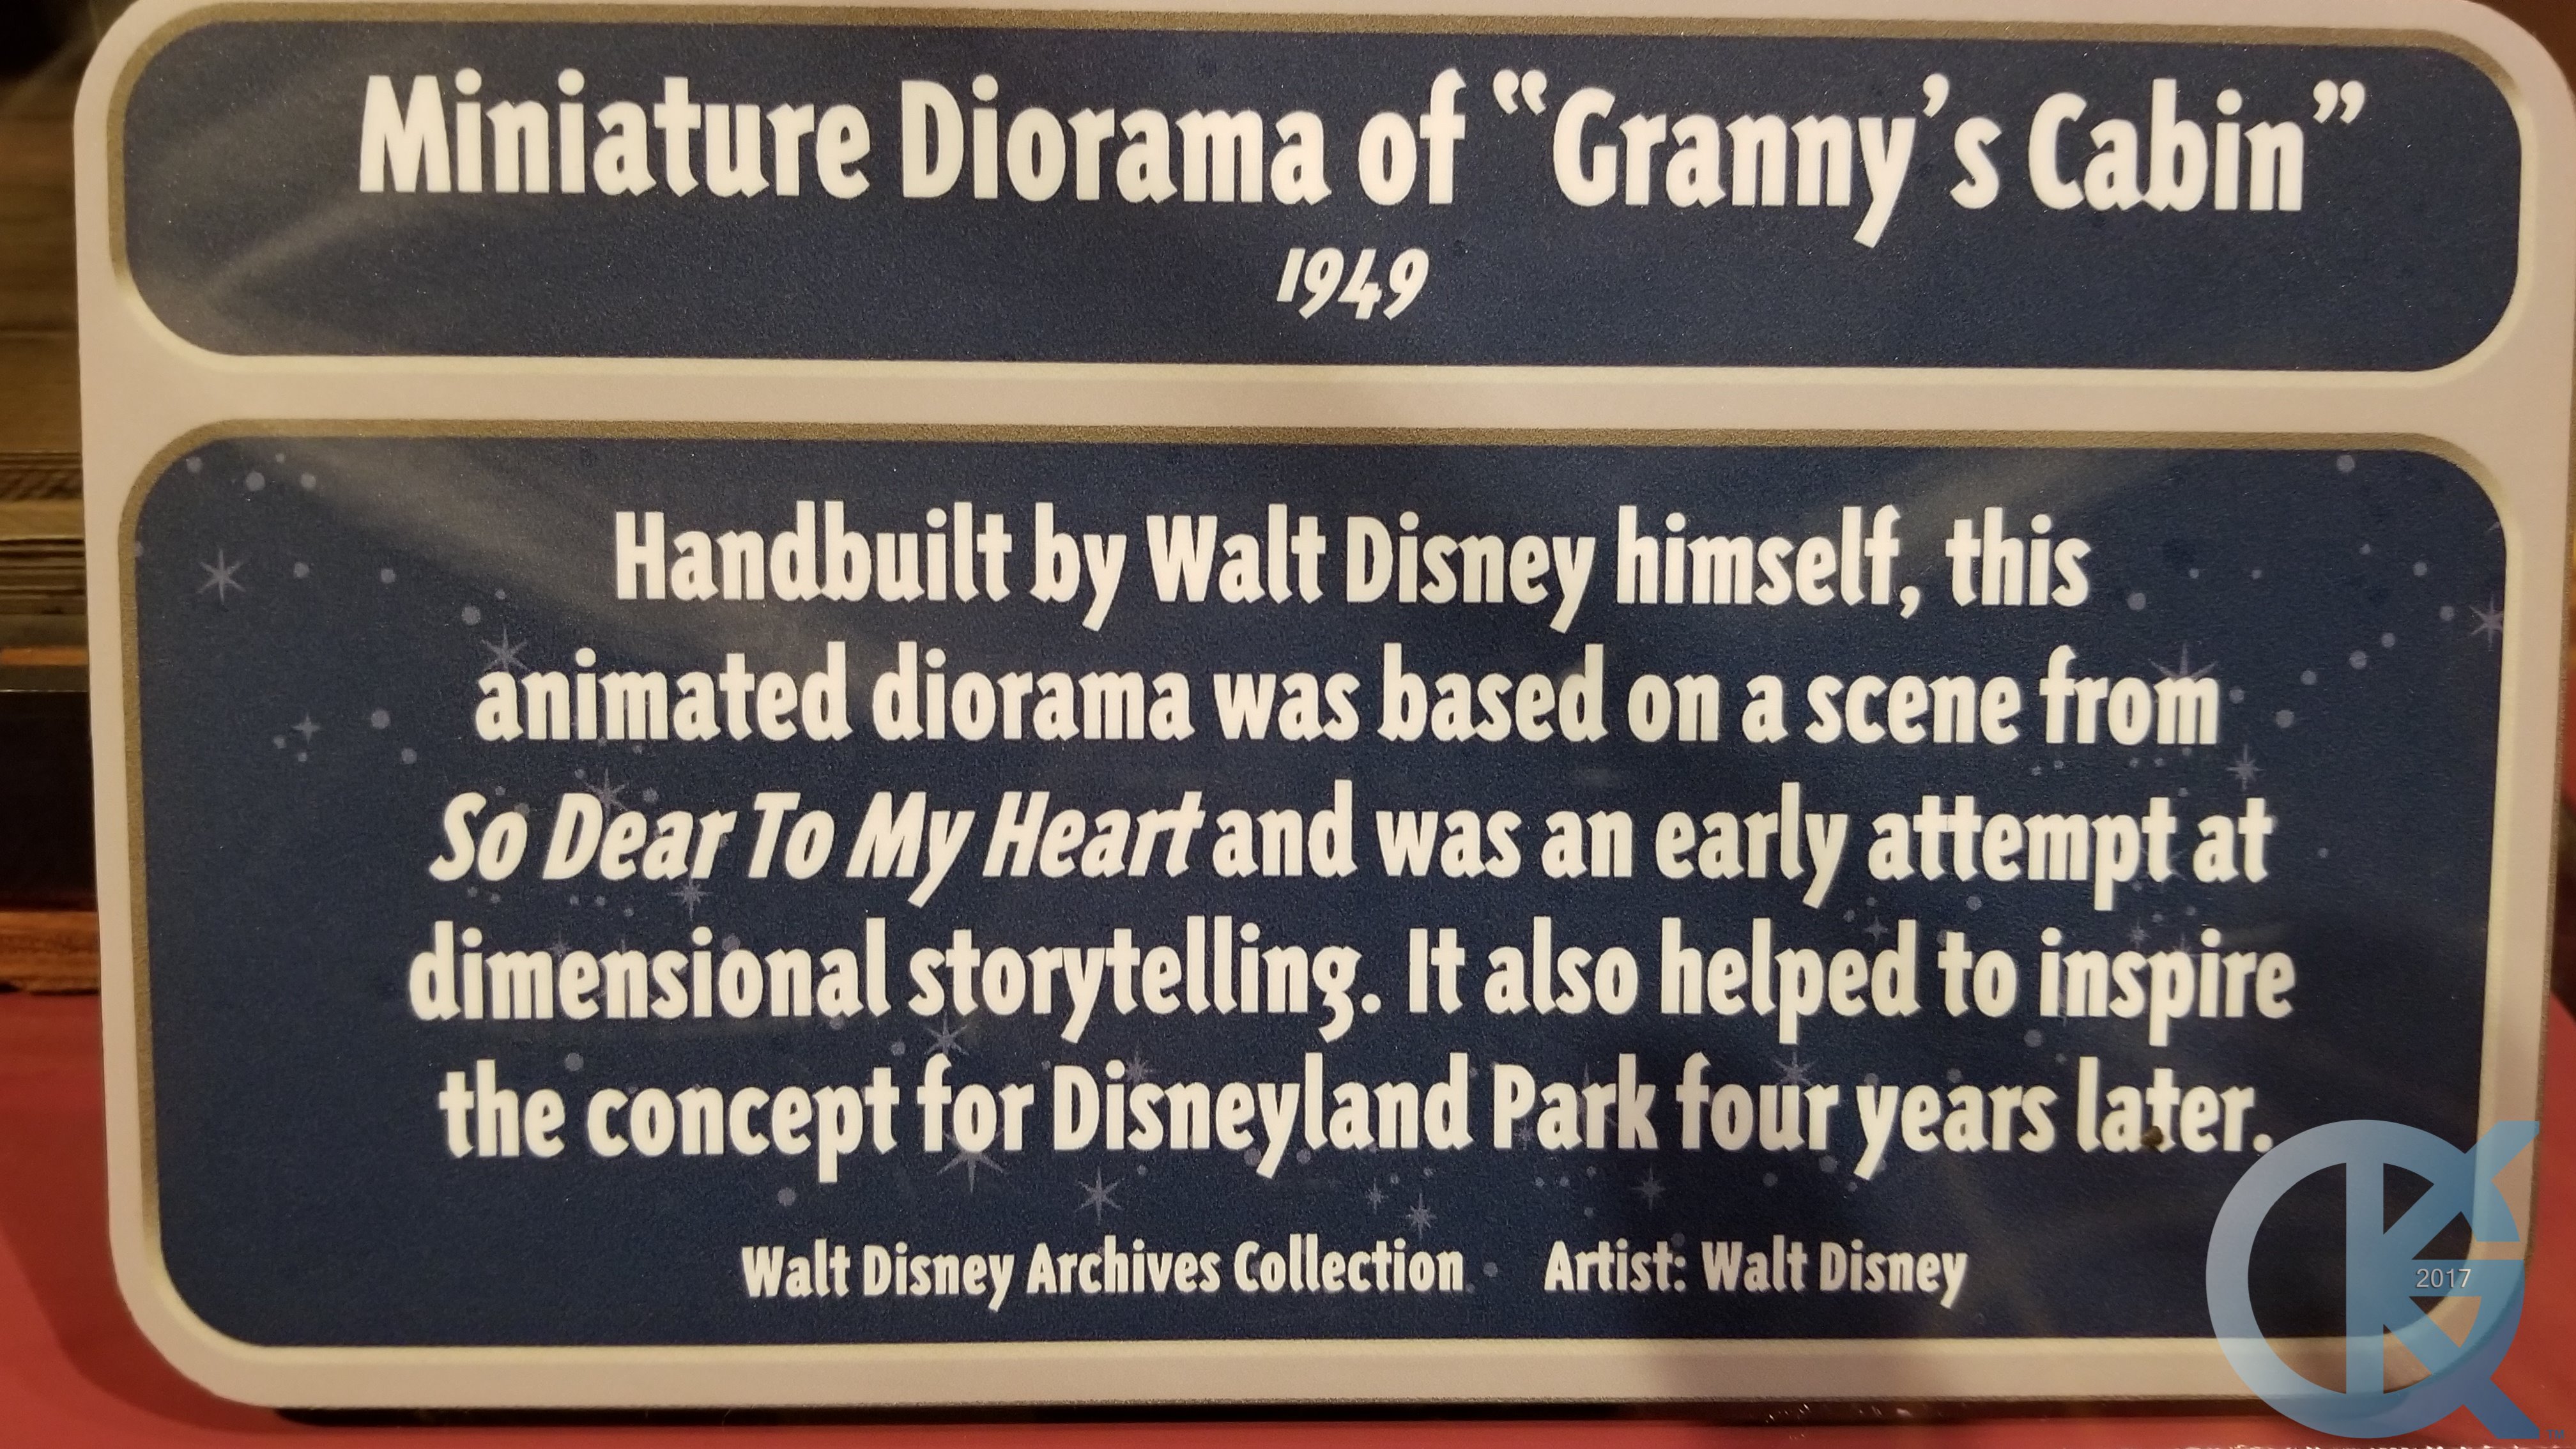 Miniature Diorama of “Granny’s Cabin”
1949
Handbuilt by Walt Disney himself, this
animated diorama was based on a scene from
So Dear To My Heart and was an early attempt at
dimensional storytelling. It also helped to inspire
the concept for Disneyland Park four years later.
Walt Disney Archives Collection Artist: Walt Disney
2017